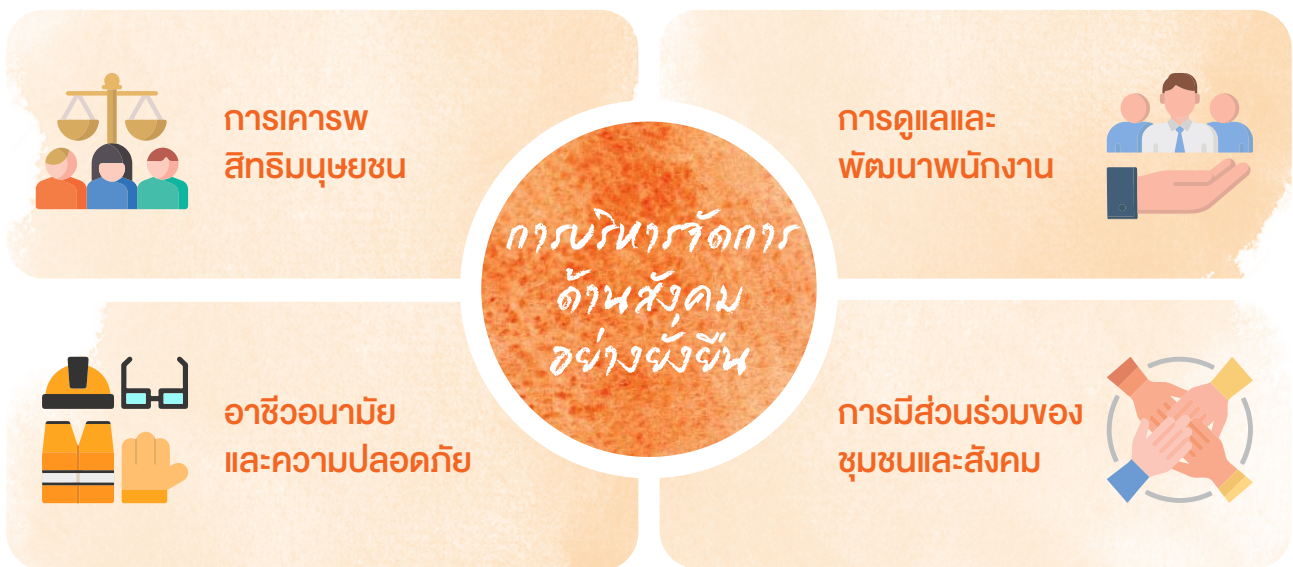 การเคารพ
สิทธิมนุษยชน
การดูแลและ
พัฒนาพนักงาน
การบริหารจัดการ
ด้านสังคม
อย่างยั่งยืน
อาชีวอนามัย
และความปลอดภัย
การมีส่วนร่วมของ
ชุมชนและสังคม